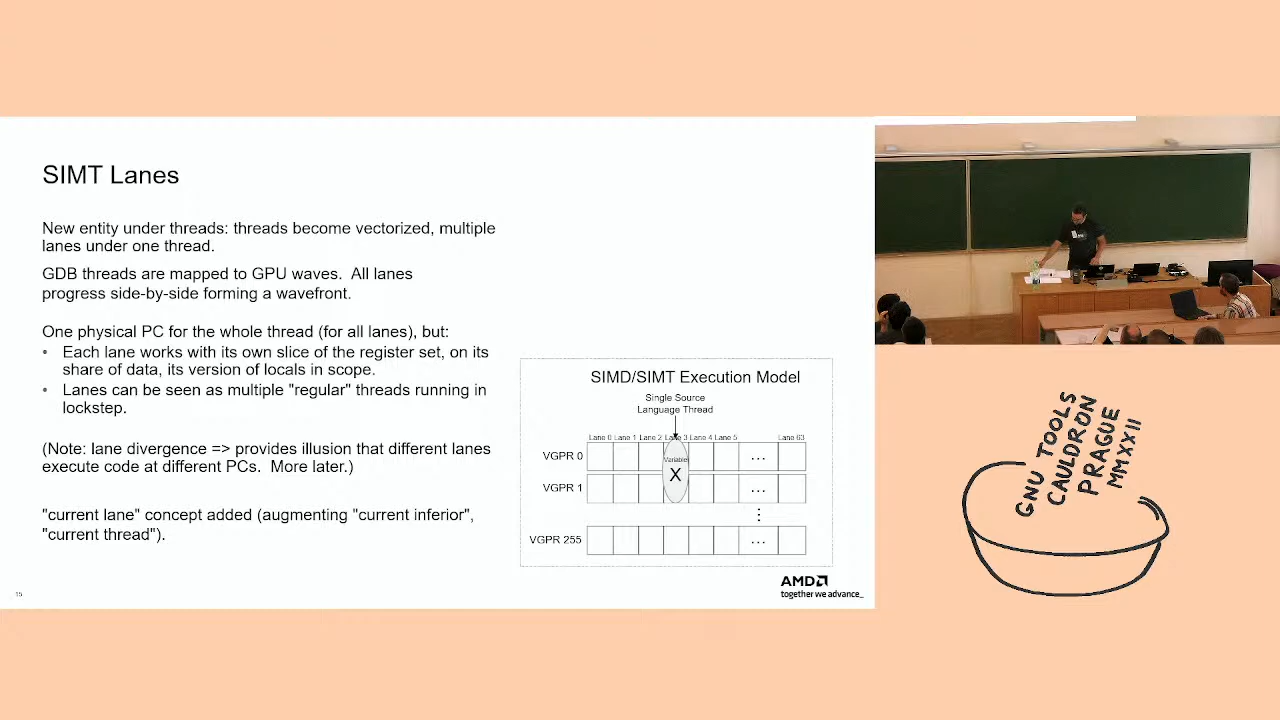 SIMT Lanes
New entity under threads: threads become vectorized, multiple
lanes under one thread.
GDB threads are mapped to GPU waves.  All lanes
progress side-by-side forming a wavefront.
One physical PC for the whole thread (for all lanes), but:
• Each lane works with its own slice of the register set, on its
share of data, its version of locals in scope.
• Lanes can be seen as multiple "regular" threads running in
lockstep.
(Note: lane divergence => provides illusion that different lanes
execute code at different PCs.  More later.)
"current lane" concept added (augmenting "current inferior",
"current thread").
15
SIMD/SIMT Execution Model
Single Source
Language Thread
Lane 0 Lane 1 Lane 2 Lane 3 Lane 4 Lane 5 Lane 63
VGPR 0 Variable X ...
VGPR 1 ...
VGPR 255 ...
AMD
together we advance_
GNU TOOLS
CAULDRON
PRAGUE
MMXXII